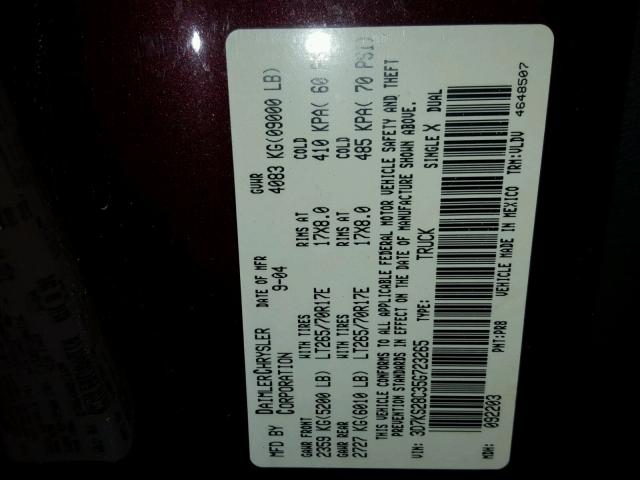 MFD BY DAIMLERCHRYSLER CORPORATION DATE OF MFR 9-04 GVWR 4083 KG(09000 LB)
GAWR FRONT WITH TIRES RIMS AT COLD
2359 KG(5200 LB) LT265/70R17E 17X8.0 410 KPA( 60 PSI)
GAWR REAR WITH TIRES RIMS AT COLD
2727 KG(6010 LB) LT265/70R17E 17X8.0 485 KPA( 70 PSI)
THIS VEHICLE CONFORMS TO ALL APPLICABLE FEDERAL MOTOR VEHICLE SAFETY AND THEFT
PREVENTION STANDARDS IN EFFECT ON THE DATE OF MANUFACTURE SHOWN ABOVE.
VIN: 3D7KS28C35G723265 TYPE: TRUCK SINGLE X DUAL
MDH: 092203 PNT:PR8 VEHICLE MADE IN MEXICO TRM:VLDV 4648507